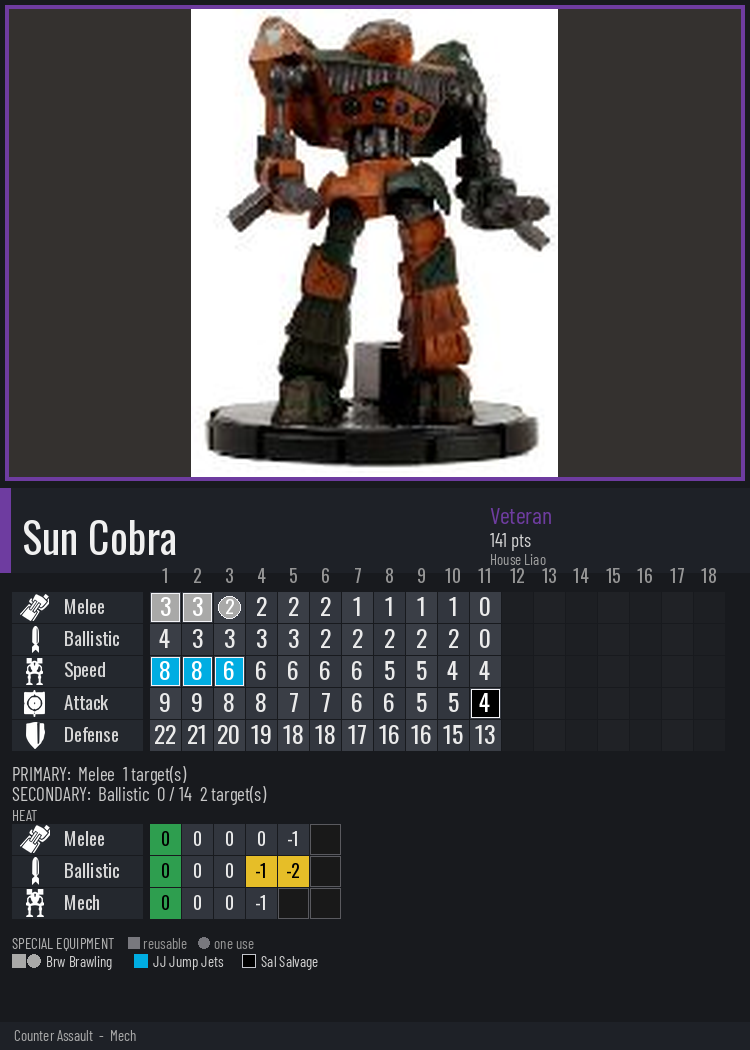 Sun Cobra
Veteran
141 pts
House Liao
1 2 3 4 5 6 7 8 9 10 11 12 13 14 15 16 17 18
Melee 3 3 2 2 2 2 1 1 1 1 0
Ballistic 4 3 3 3 3 2 2 2 2 2 0
Speed 8 8 6 6 6 6 6 5 5 4 4
Attack 9 9 8 8 7 7 6 6 5 5 4
Defense 22 21 20 19 18 18 17 16 16 15 13
PRIMARY: Melee 1 target(s)
SECONDARY: Ballistic 0 / 14 2 target(s)
HEAT
Melee 0 0 0 0 -1
Ballistic 0 0 0 -1 -2
Mech 0 0 0 -1
SPECIAL EQUIPMENT reusable one use
Brw Brawling JJ Jump Jets Sal Salvage
Counter Assault - Mech